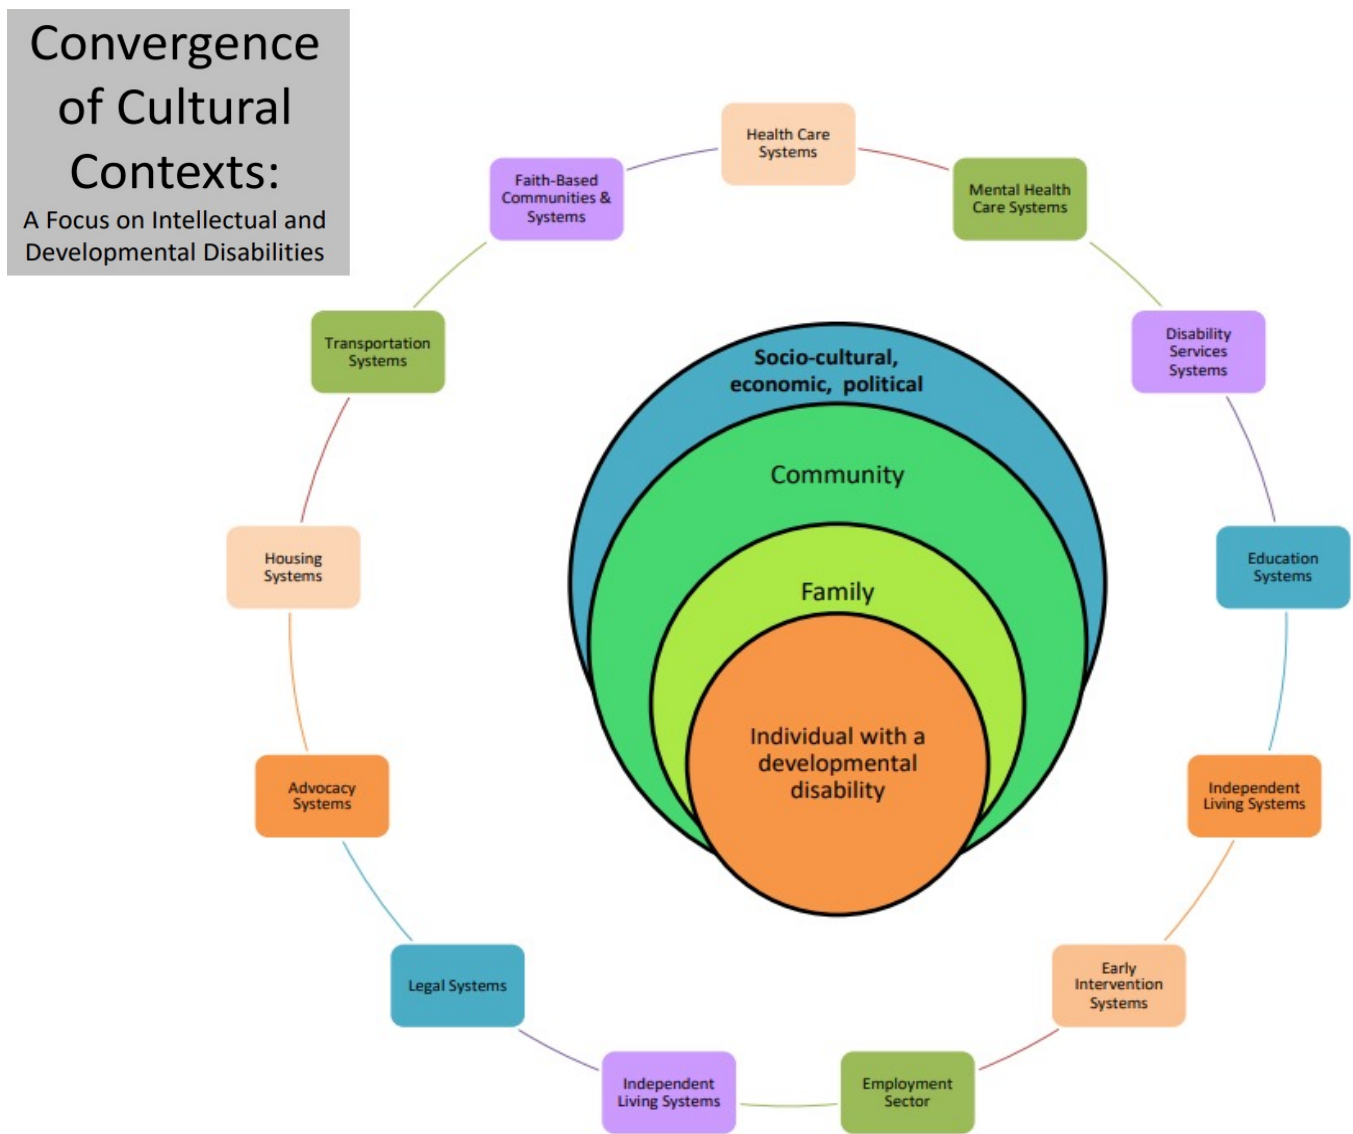 Convergence
of Cultural
Contexts:
A Focus on Intellectual and
Developmental Disabilities
Health Care
Systems
Mental Health
Care Systems
Disability
Services
Systems
Education
Systems
Independent
Living Systems
Early
Intervention
Systems
Employment
Sector
Independent
Living Systems
Legal Systems
Advocacy
Systems
Housing
Systems
Transportation
Systems
Faith-Based
Communities &
Systems
Socio-cultural,
economic, political
Community
Family
Individual with a
developmental
disability